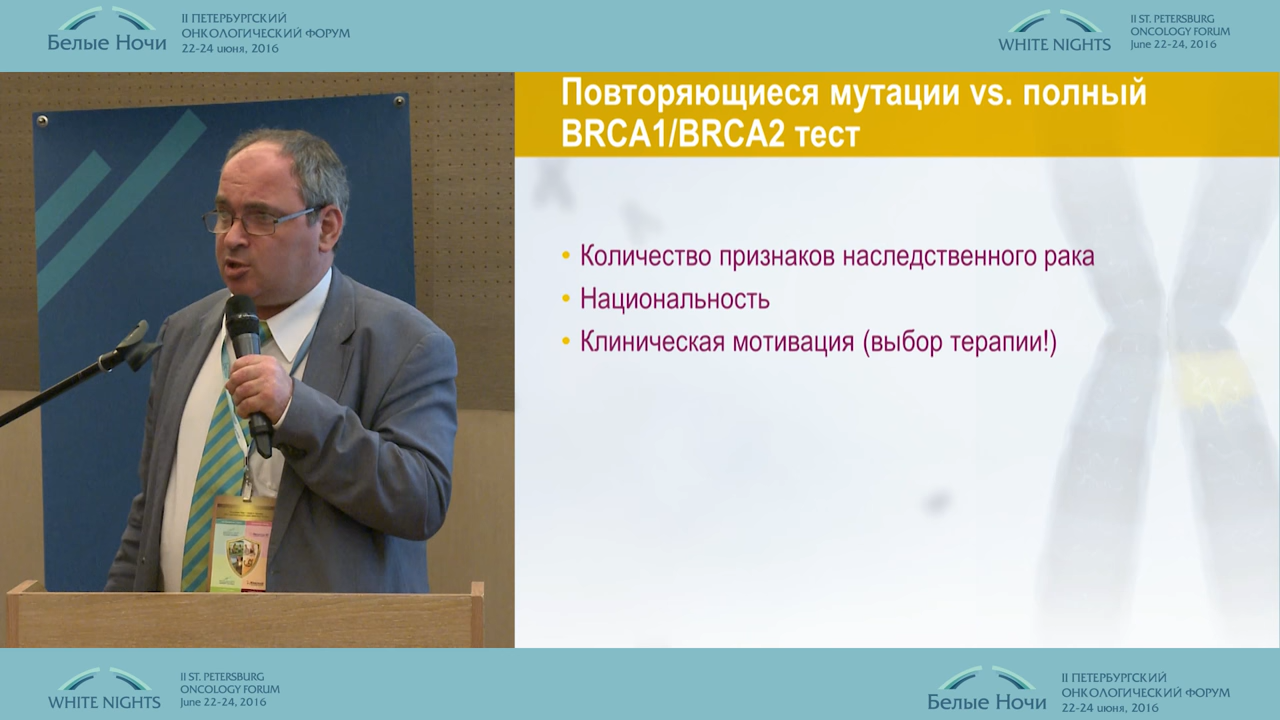 II ПЕТЕРБУРГСКИЙ
ОНКОЛОГИЧЕСКИЙ ФОРУМ
22-24 июня, 2016
Белые Ночи
II ST. PETERSBURG
ONCOLOGY FORUM
June 22-24, 2016
WHITE NIGHTS
Повторяющиеся мутации vs. полный
BRCA1/BRCA2 тест
• Количество признаков наследственного рака
• Национальность
• Клиническая мотивация (выбор терапии!)
II ST. PETERSBURG
ONCOLOGY FORUM
June 22-24, 2016
WHITE NIGHTS
II ПЕТЕРБУРГСКИЙ
ОНКОЛОГИЧЕСКИЙ ФОРУМ
22-24 июня, 2016
Белые Ночи